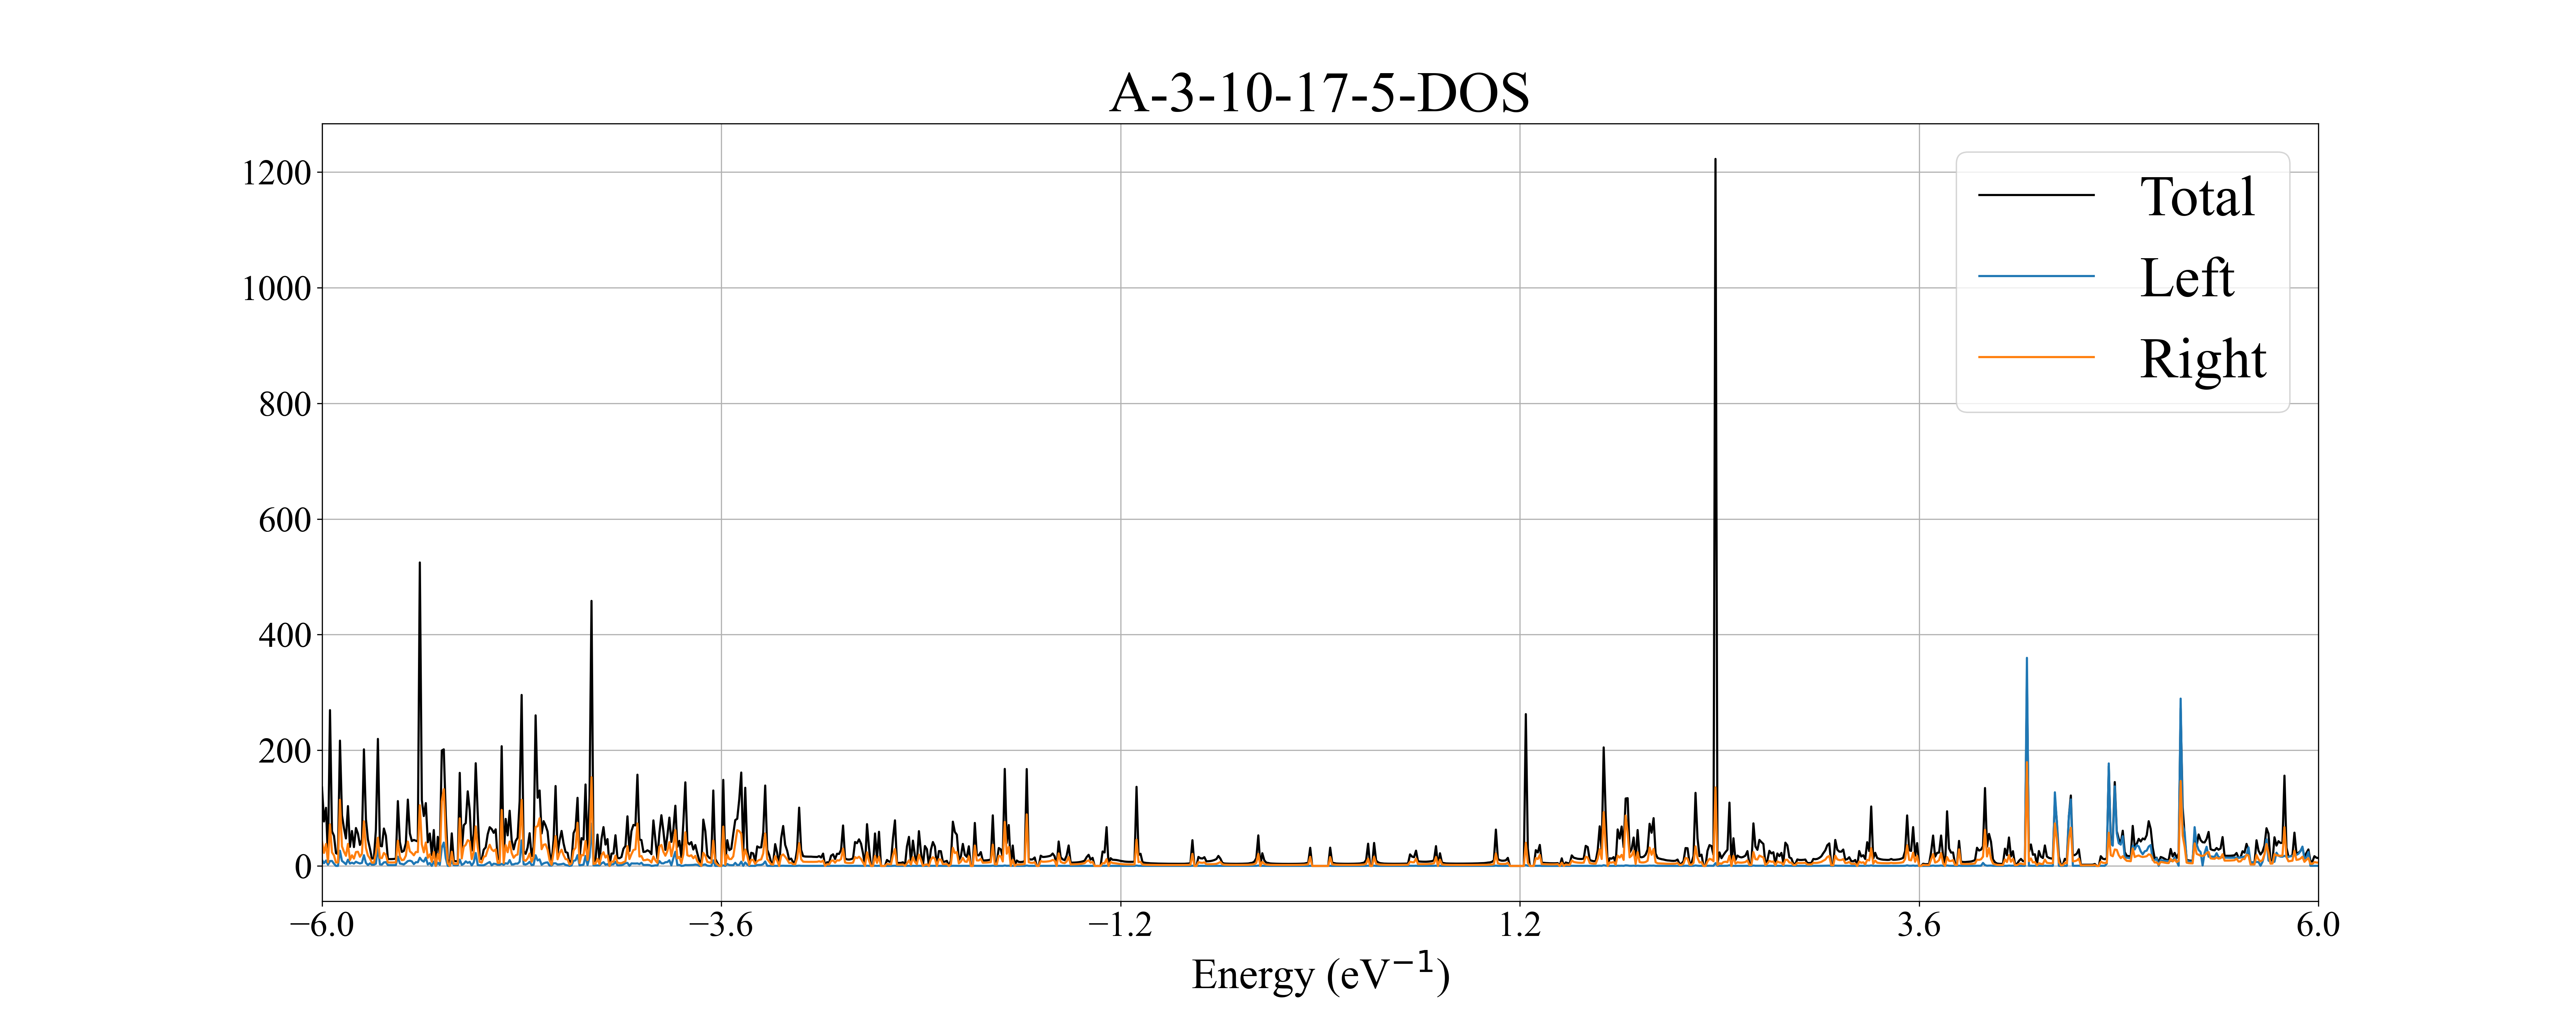 A-3-10-17-5-DOS
1200
1000
800
600
400
200
0
Total
Left
Right
−6.0 −3.6 −1.2 1.2 3.6 6.0
Energy (eV⁻¹)